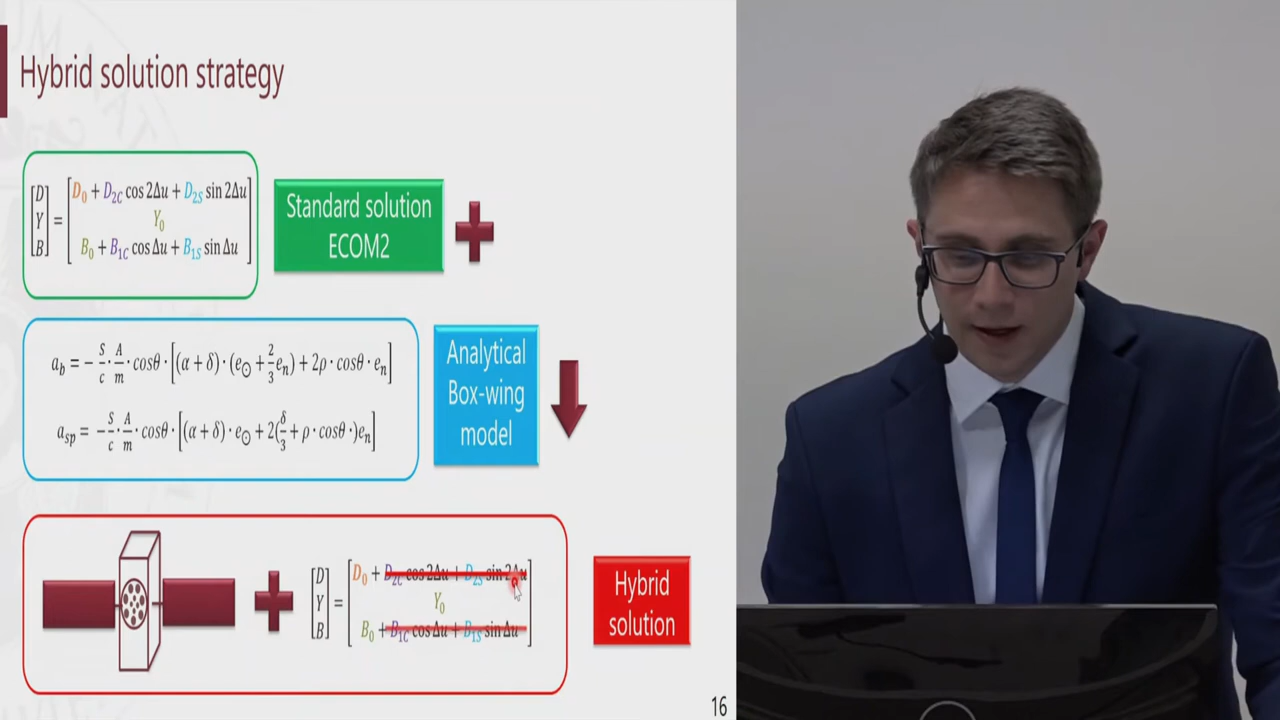 Hybrid solution strategy
[D Y B] = [D₀ + D₂C cos 2Δu + D₂S sin 2Δu
Y₀
B₀ + B₁C cos Δu + B₁S sin Δu]
Standard solution
ECOM2
a_b = − S/c · A/m · cosθ · [(α + δ) · (e⊙ + 2/3 e_n) + 2ρ · cosθ · e_n]
a_sp = − S/c · A/m · cosθ · [(α + δ) · e⊙ + 2(δ/3 + ρ · cosθ ·)e_n]
Analytical
Box-wing
model
[D Y B] = [D₀ + D₂C cos 2Δu + D₂S sin 2Δu
Y₀
B₀ + B₁C cos Δu + B₁S sin Δu]
Hybrid
solution
16